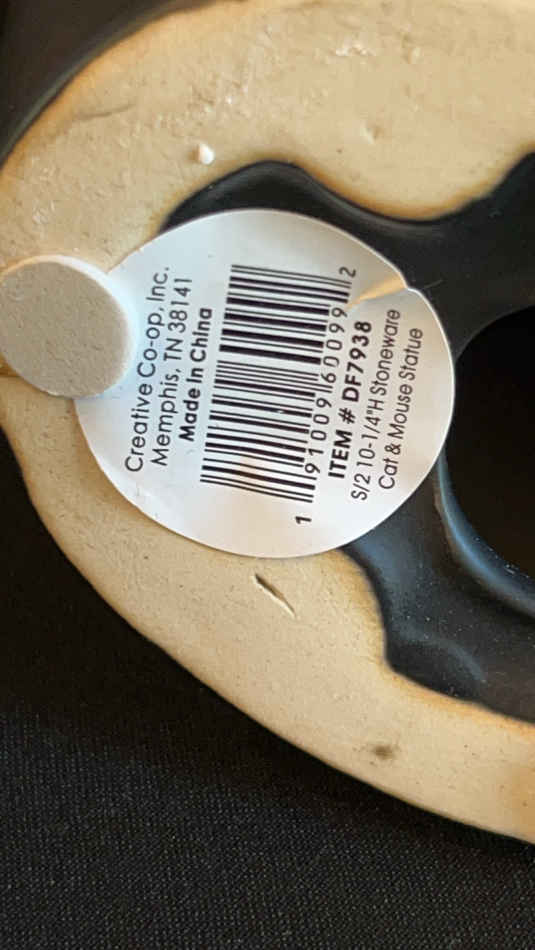 Creative Co-op, Inc.
Memphis, TN 38141
Made In China
1 91009 60099 2
ITEM # DF7938
S/2 10-1/4"H Stoneware
Cat & Mouse Statue